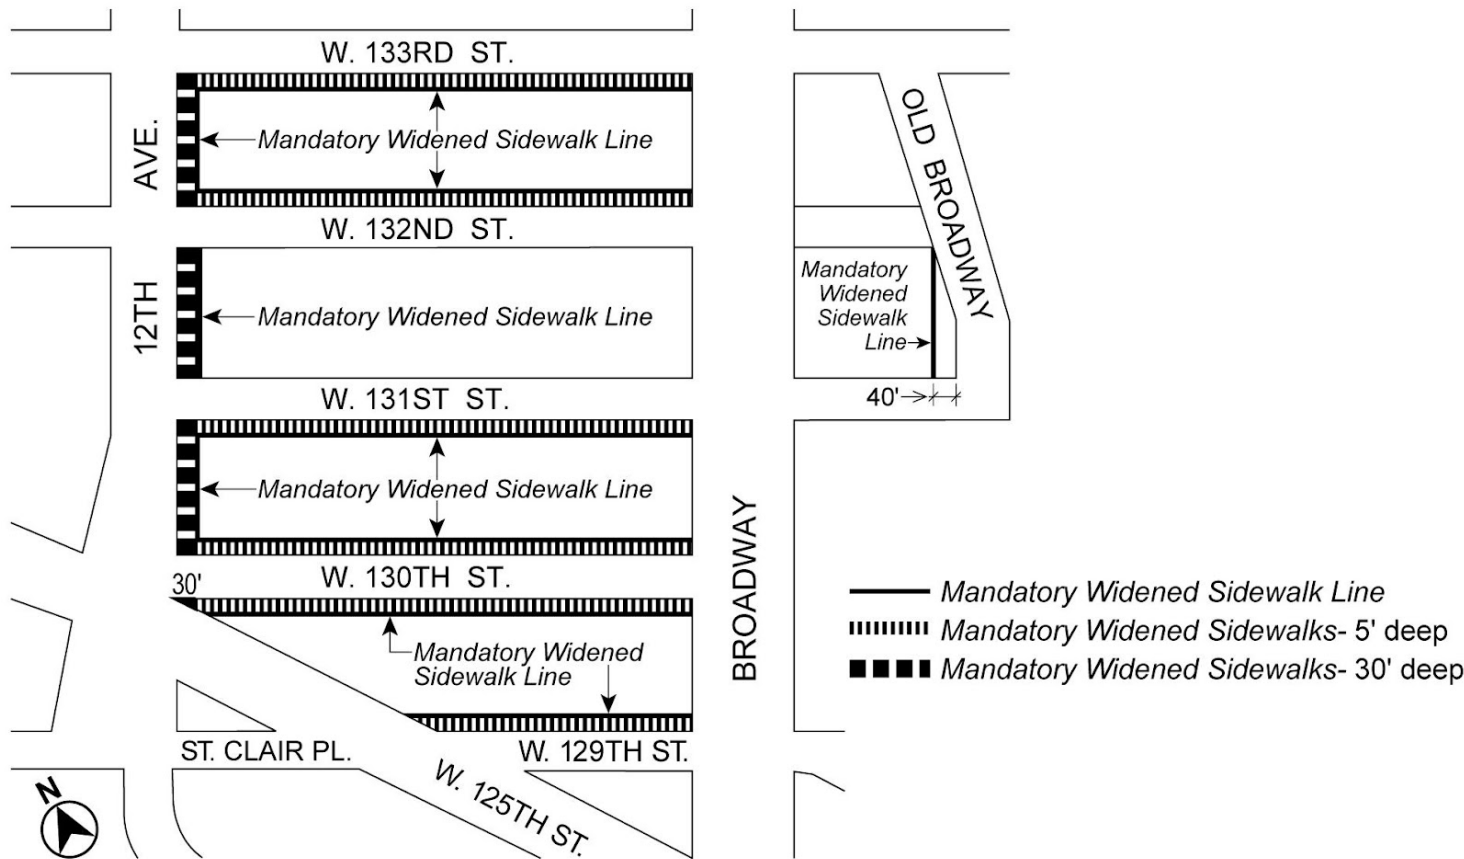 W. 133RD ST.
Mandatory Widened Sidewalk Line
W. 132ND ST.
Mandatory Widened Sidewalk Line
W. 131ST ST.
Mandatory Widened Sidewalk Line
W. 130TH ST.
30'
Mandatory Widened
Sidewalk Line
ST. CLAIR PL.
W. 129TH ST.
W. 125TH ST.
12TH AVE.
BROADWAY
OLD BROADWAY
Mandatory
Widened
Sidewalk
Line
40'
Mandatory Widened Sidewalk Line
Mandatory Widened Sidewalks- 5' deep
Mandatory Widened Sidewalks- 30' deep
N